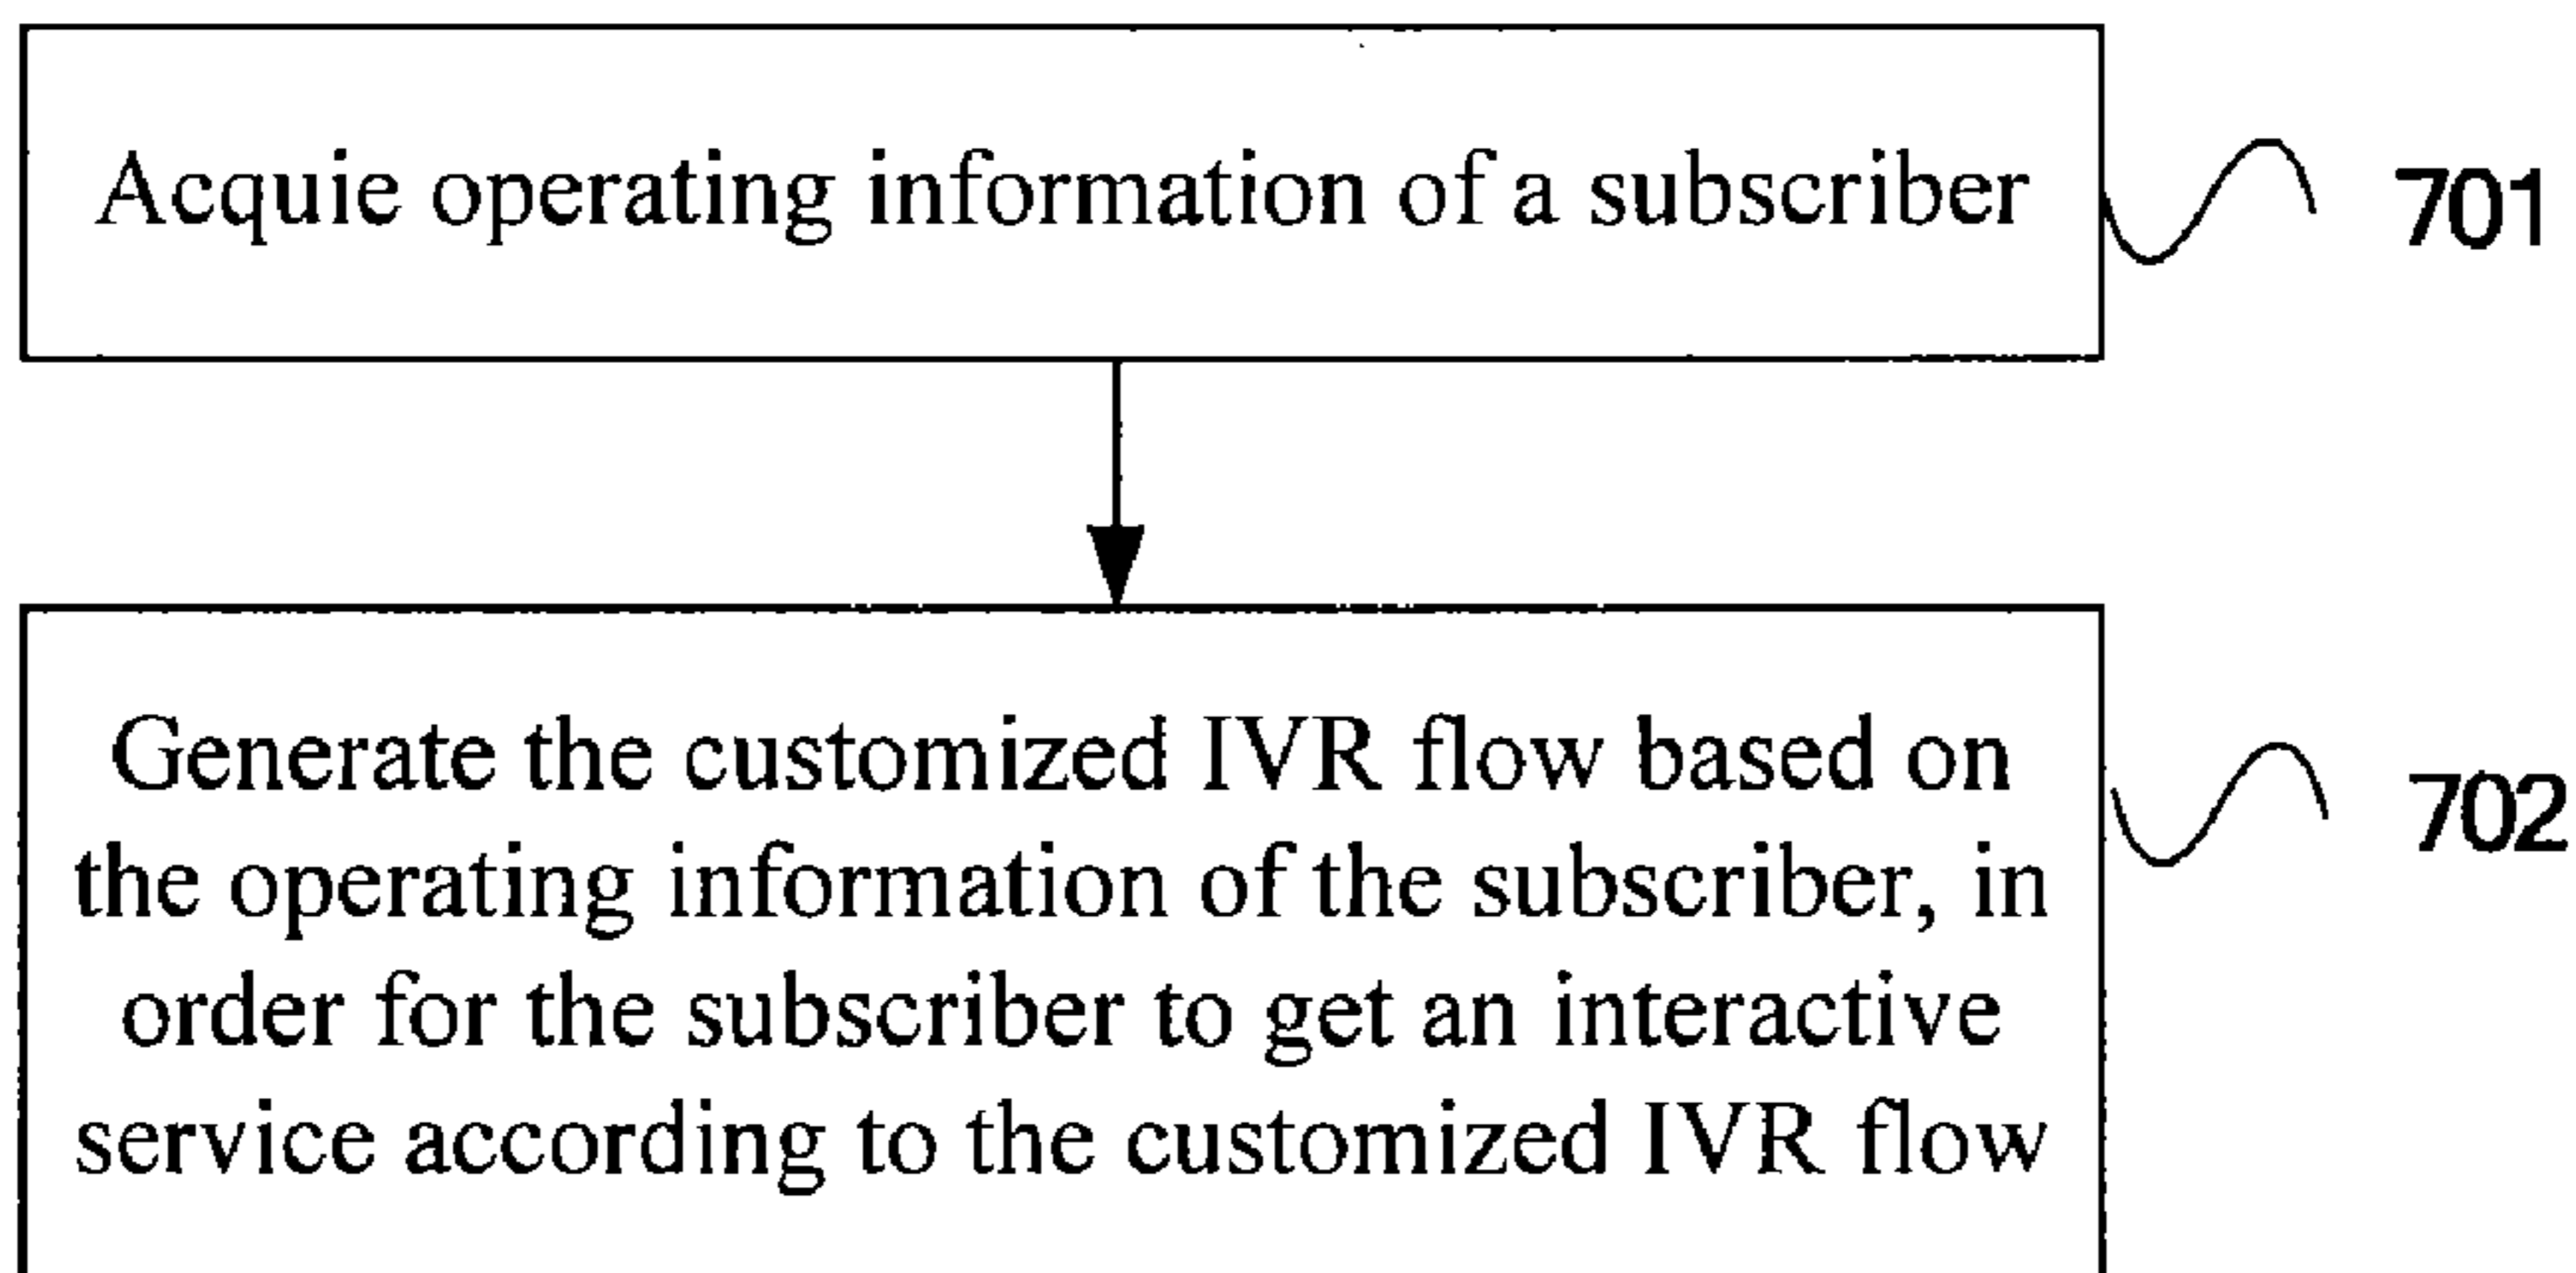 Acquie operating information of a subscriber
701
Generate the customized IVR flow based on
the operating information of the subscriber, in
order for the subscriber to get an interactive
service according to the customized IVR flow
702